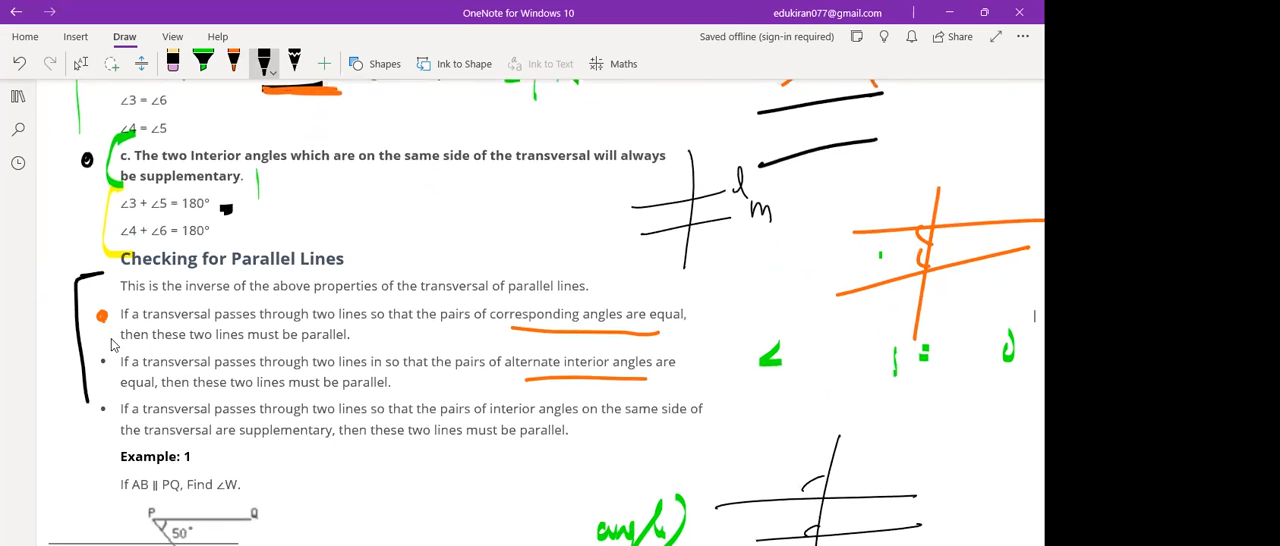 OneNote for Windows 10
edukiran077@gmail.com
Home Insert Draw View Help
Saved offline (sign-in required)
Share
Shapes Ink to Shape Ink to Text Maths
∠3 = ∠6
∠4 = ∠5
c. The two Interior angles which are on the same side of the transversal will always
be supplementary.
∠3 + ∠5 = 180°
∠4 + ∠6 = 180°
l
m
Checking for Parallel Lines
This is the inverse of the above properties of the transversal of parallel lines.
If a transversal passes through two lines so that the pairs of corresponding angles are equal,
then these two lines must be parallel.
If a transversal passes through two lines in so that the pairs of alternate interior angles are
equal, then these two lines must be parallel.
If a transversal passes through two lines so that the pairs of interior angles on the same side of
the transversal are supplementary, then these two lines must be parallel.
Example: 1
If AB ∥ PQ, Find ∠W.
P Q
50°